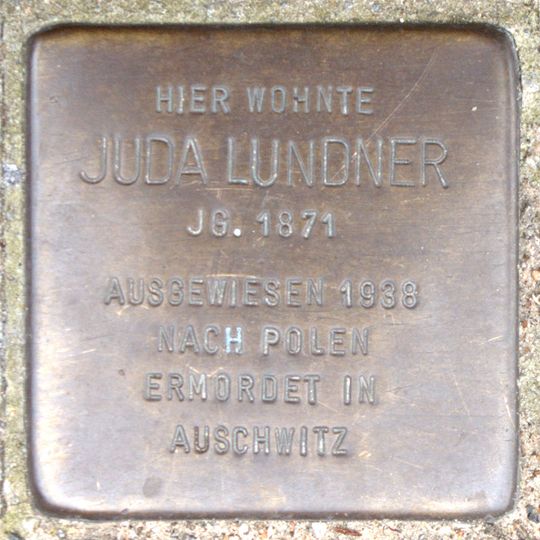 HIER WOHNTE
JUDA LUNDNER
JG. 1871
AUSGEWIESEN 1938
NACH POLEN
ERMORDET IN
AUSCHWITZ